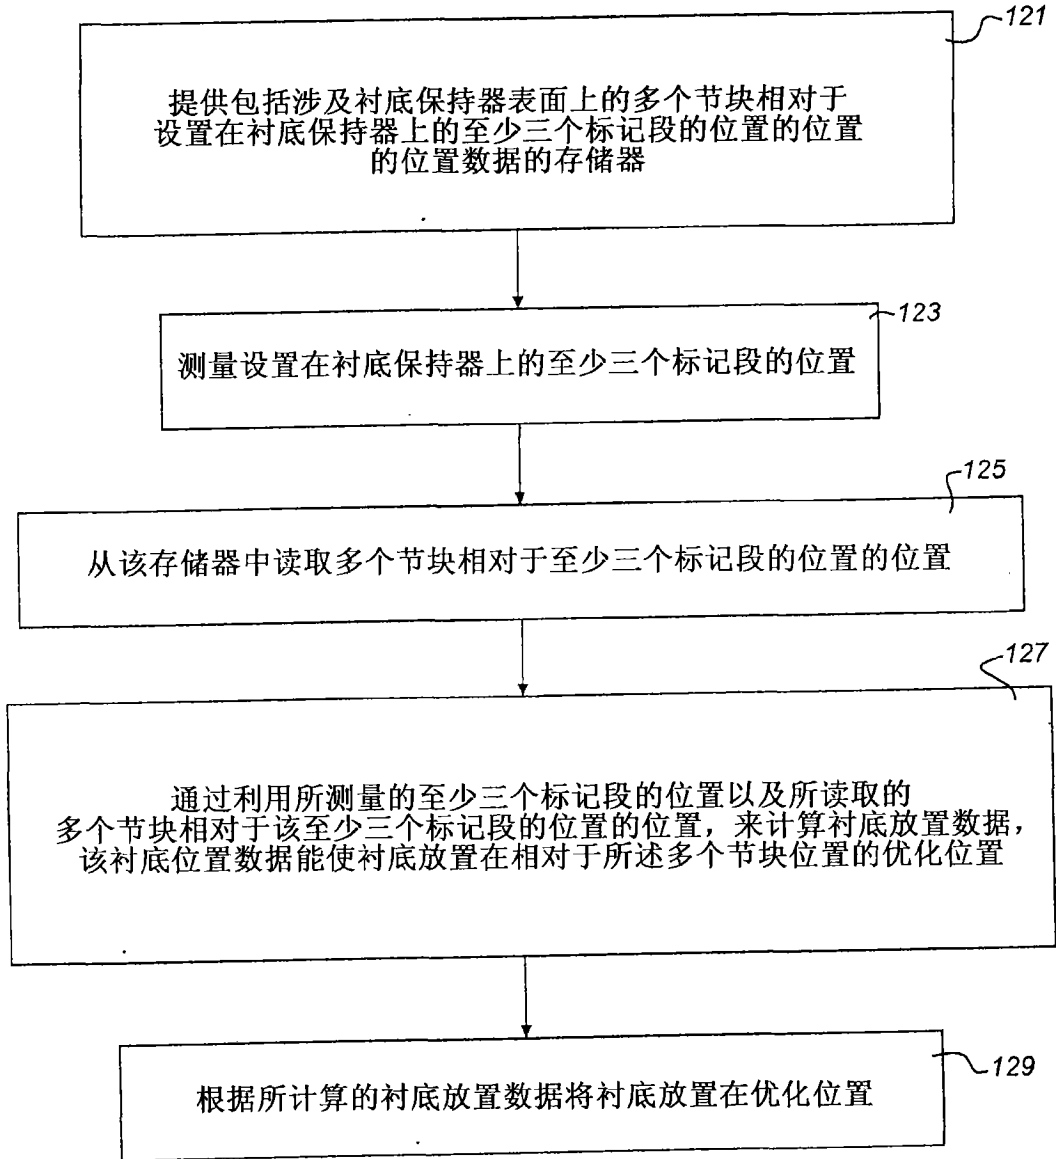 121
提供包括涉及衬底保持器表面上的多个节块相对于
设置在衬底保持器上的至少三个标记段的位置的位置
的位置数据的存储器
123
测量设置在衬底保持器上的至少三个标记段的位置
125
从该存储器中读取多个节块相对于至少三个标记段的位置的位置
127
通过利用所测量的至少三个标记段的位置以及所读取的
多个节块相对于该至少三个标记段的位置的位置，来计算衬底放置数据，
该衬底位置数据能使衬底放置在相对于所述多个节块位置的优化位置
129
根据所计算的衬底放置数据将衬底放置在优化位置